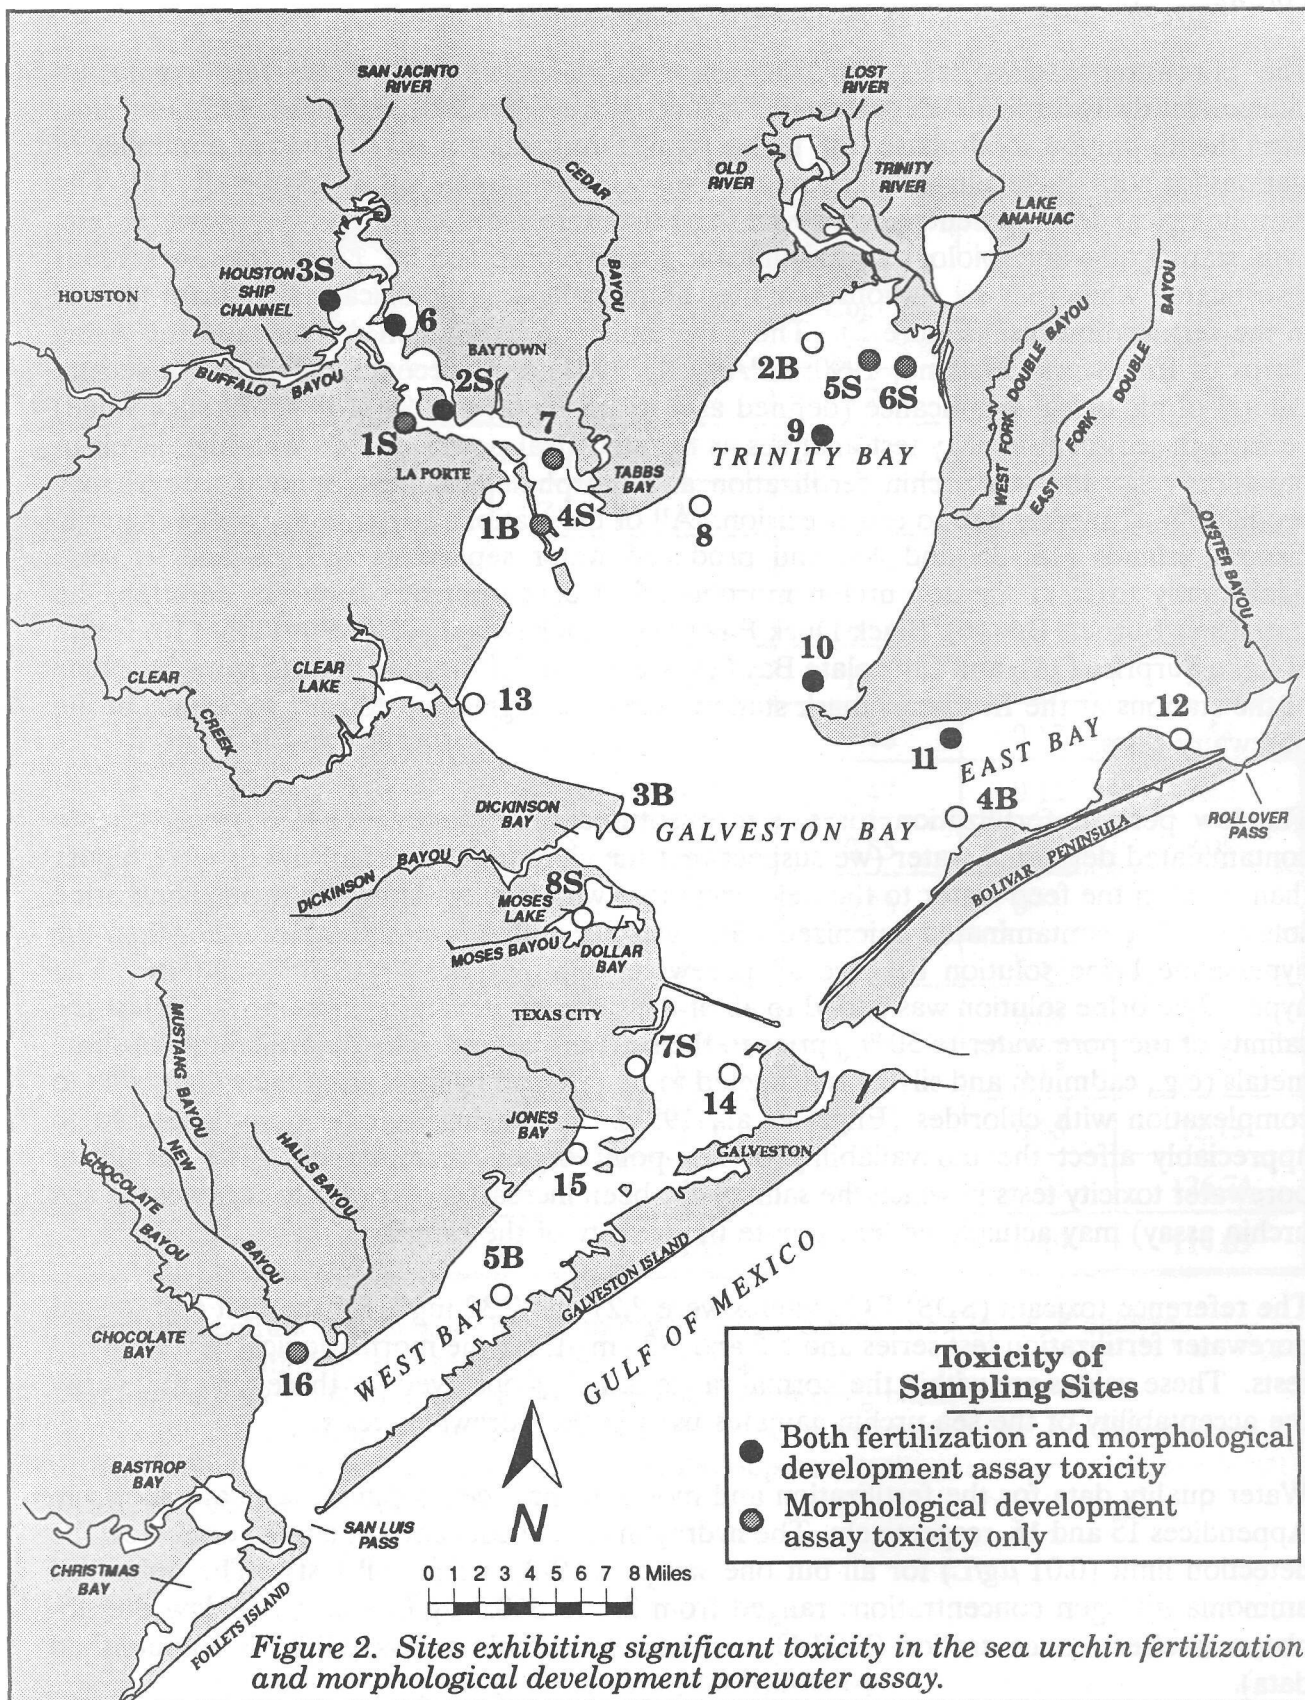 SAN JACINTO
RIVER
LOST
RIVER
OLD
RIVER
TRINITY
RIVER
LAKE
ANAHUAC
CEDAR
BAYOU
HOUSTON
3S
HOUSTON
SHIP
CHANNEL
6
BAYTOWN
BUFFALO
BAYOU
2S
1S
7
LA PORTE
TABBS
BAY
1B
4S
2B
5S
6S
9
TRINITY BAY
8
WEST FORK DOUBLE BAYOU
EAST FORK DOUBLE BAYOU
OYSTER BAYOU
CLEAR
CREEK
CLEAR
LAKE
13
10
11
EAST BAY
12
4B
ROLLOVER
PASS
BOLIVAR PENINSULA
3B
DICKINSON
BAY
GALVESTON BAY
BAYOU
DICKINSON
8S
MOSES
LAKE
MOSES BAYOU
DOLLAR
BAY
TEXAS CITY
7S
14
JONES
BAY
15
GALVESTON
MUSTANG BAYOU
NEW
BAYOU
HALLS BAYOU
CHOCOLATE
BAYOU
CHOCOLATE
BAY
16
5B
WEST BAY
GALVESTON ISLAND
GULF OF MEXICO
BASTROP
BAY
SAN LUIS
PASS
CHRISTMAS
BAY
FOLLETS ISLAND
N
0 1 2 3 4 5 6 7 8 Miles
Toxicity of
Sampling Sites
Both fertilization and morphological
development assay toxicity
Morphological development
assay toxicity only
Figure 2. Sites exhibiting significant toxicity in the sea urchin fertilization
and morphological development porewater assay.